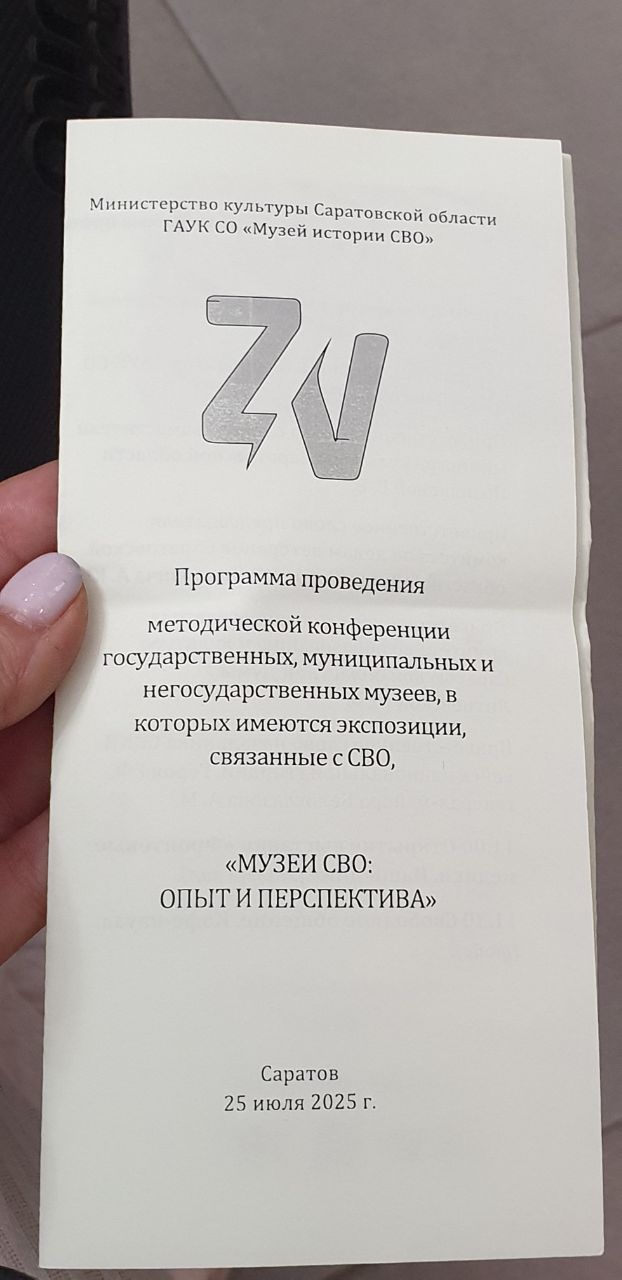 Министерство культуры Саратовской области
ГАУК СО «Музей истории СВО»
ZV
Программа проведения
методической конференции
государственных, муниципальных и
негосударственных музеев, в
которых имеются экспозиции,
связанные с СВО,
«МУЗЕИ СВО:
ОПЫТ И ПЕРСПЕКТИВА»
Саратов
25 июля 2025 г.